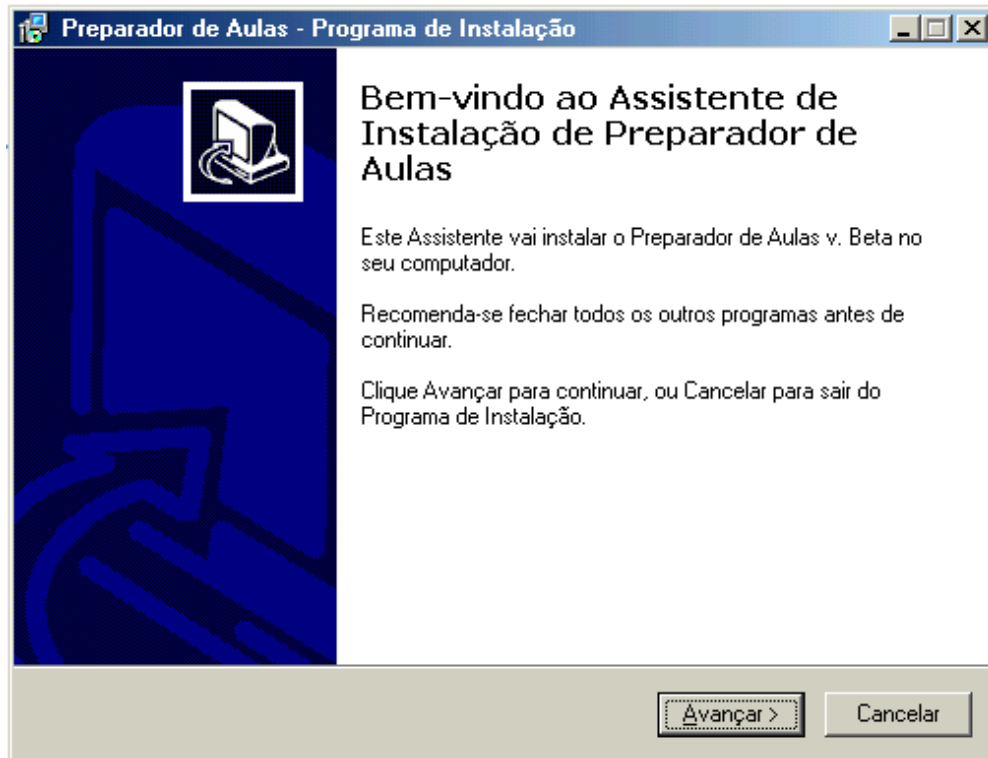 Preparador de Aulas - Programa de Instalação
Bem-vindo ao Assistente de
Instalação de Preparador de
Aulas
Este Assistente vai instalar o Preparador de Aulas v. Beta no
seu computador.
Recomenda-se fechar todos os outros programas antes de
continuar.
Clique Avançar para continuar, ou Cancelar para sair do
Programa de Instalação.
Avançar >
Cancelar